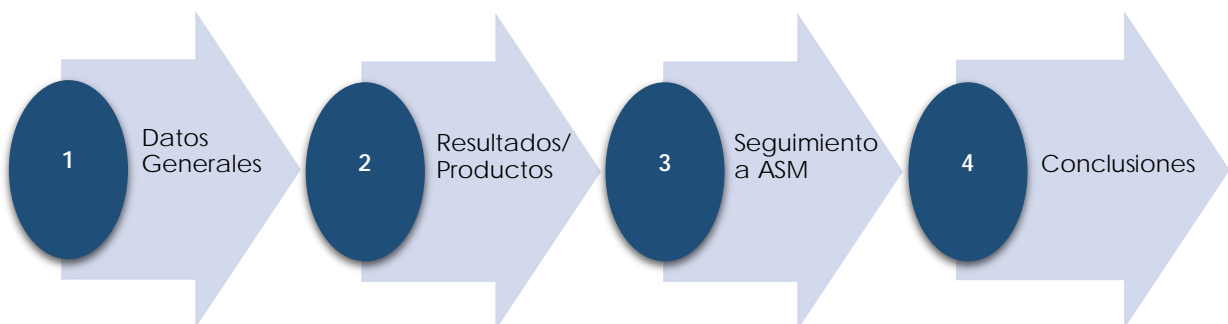 1
Datos
Generales
2
Resultados/
Productos
3
Seguimiento
a ASM
4
Conclusiones